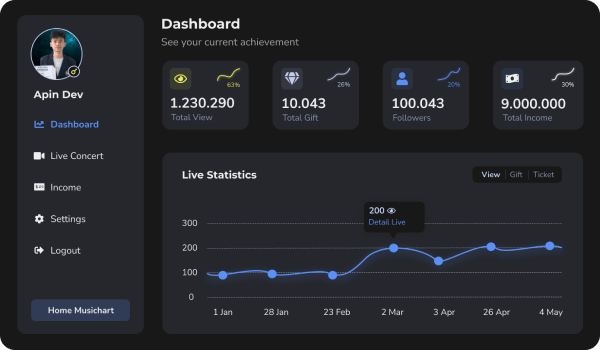 Apin Dev
Dashboard
Live Concert
Income
Settings
Logout
Home Musichart
Dashboard
See your current achievement
63%
1.230.290
Total View
26%
10.043
Total Gift
20%
100.043
Followers
30%
9.000.000
Total Income
Live Statistics
View Gift Ticket
200
Detail Live
300
200
100
0
1 Jan 28 Jan 23 Feb 2 Mar 3 Apr 26 Apr 4 May